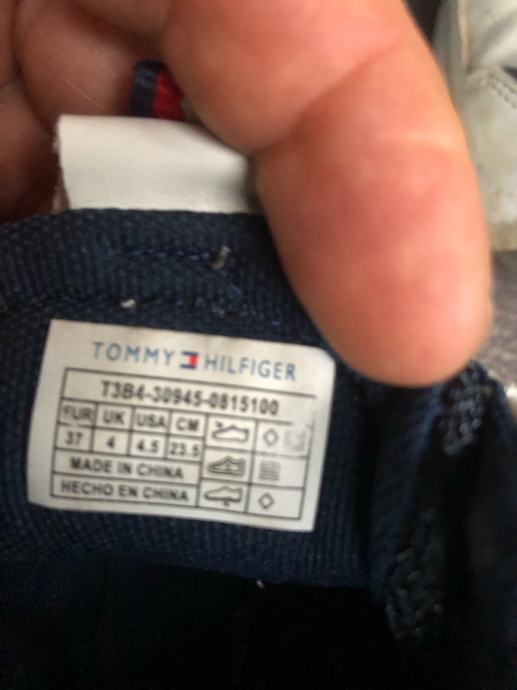 TOMMY HILFIGER
T3B4-30945-0815100
EUR UK USA CM
37 4 4.5 23.5
MADE IN CHINA
HECHO EN CHINA